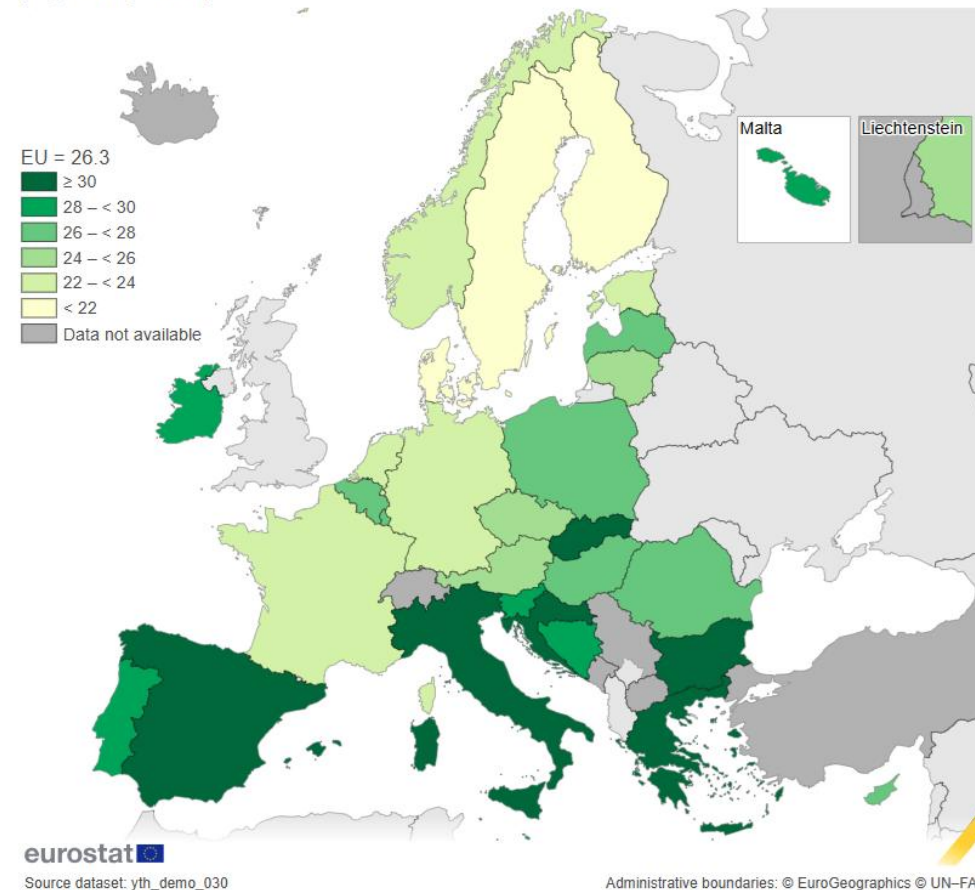 EU = 26.3
≥ 30
28 – < 30
26 – < 28
24 – < 26
22 – < 24
< 22
Data not available
Malta
Liechtenstein
eurostat
Source dataset: yth_demo_030
Administrative boundaries: © EuroGeographics © UN–FA